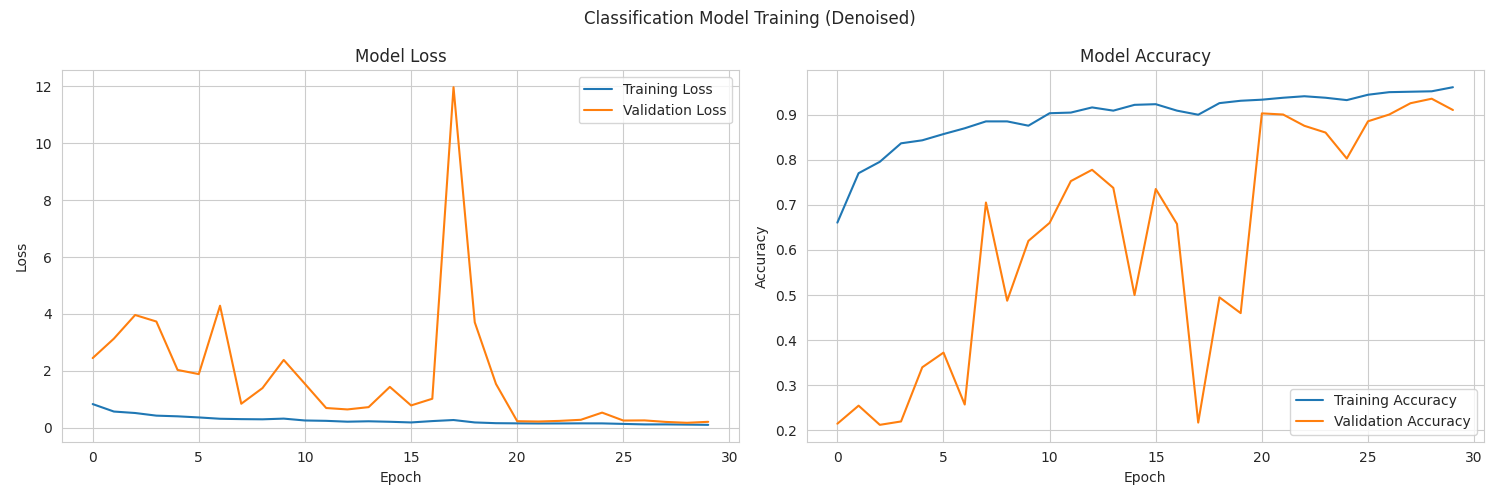 Classification Model Training (Denoised)
Model Loss
Loss
12
10
8
6
4
2
0
Training Loss
Validation Loss
0 5 10 15 20 25 30
Epoch
Model Accuracy
Accuracy
0.9
0.8
0.7
0.6
0.5
0.4
0.3
0.2
Training Accuracy
Validation Accuracy
0 5 10 15 20 25 30
Epoch